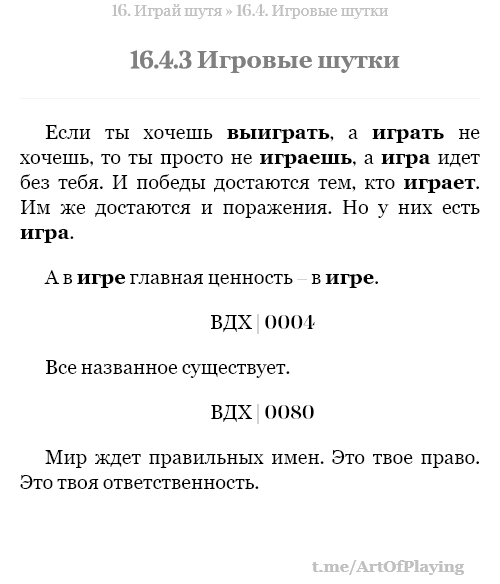 16. Играй шутя » 16.4. Игровые шутки
16.4.3 Игровые шутки
Если ты хочешь выиграть, а играть не
хочешь, то ты просто не играешь, а игра идет
без тебя. И победы достаются тем, кто играет.
Им же достаются и поражения. Но у них есть
игра.
А в игре главная ценность – в игре.
ВДХ | 0004
Все названное существует.
ВДХ | 0080
Мир ждет правильных имен. Это твое право.
Это твоя ответственность.
t.me/ArtOfPlaying